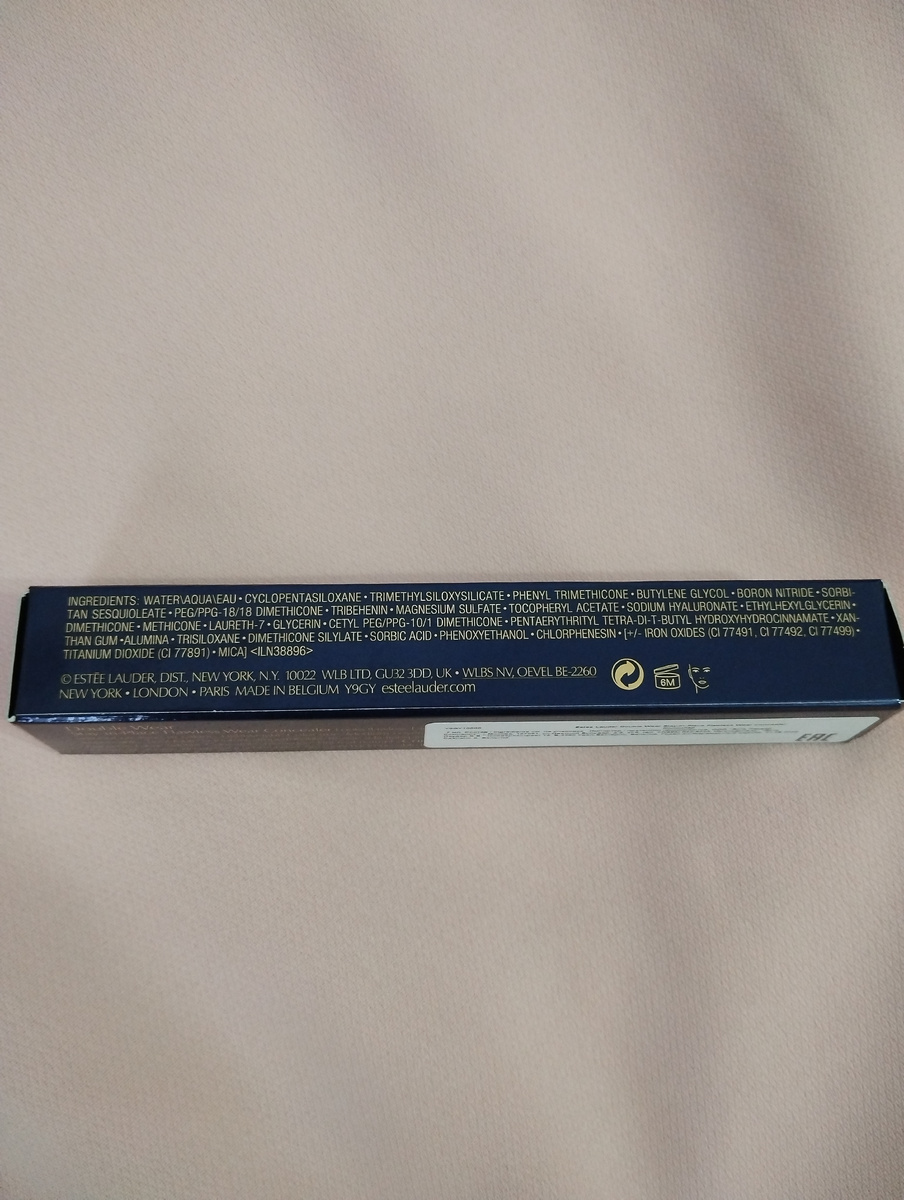 INGREDIENTS: WATER\AQUA\EAU • CYCLOPENTASILOXANE • TRIMETHYLSILOXYSILICATE • PHENYL TRIMETHICONE • BUTYLENE GLYCOL • BORON NITRIDE • SORBI-
TAN SESQUIOLEATE • PEG/PPG-18/18 DIMETHICONE • TRIBEHENIN • MAGNESIUM SULFATE • TOCOPHERYL ACETATE • SODIUM HYALURONATE • ETHYLHEXYLGLYCERIN •
DIMETHICONE • METHICONE • LAURETH-7 • GLYCERIN • CETYL PEG/PPG-10/1 DIMETHICONE • PENTAERYTHRITYL TETRA-DI-T-BUTYL HYDROXYHYDROCINNAMATE • XAN-
THAN GUM • ALUMINA • TRISILOXANE • DIMETHICONE SILYLATE • SORBIC ACID • PHENOXYETHANOL • CHLORPHENESIN • [+/- IRON OXIDES (CI 77491, CI 77492, CI 77499) •
TITANIUM DIOXIDE (CI 77891) • MICA] <ILN38896>
© ESTĒE LAUDER, DIST., NEW YORK, N.Y. 10022 WLB LTD, GU32 3DD, UK • WLBS NV, OEVEL BE-2260
NEW YORK • LONDON • PARIS MADE IN BELGIUM Y9GY esteelauder.com
6M
Double Wear
EAC